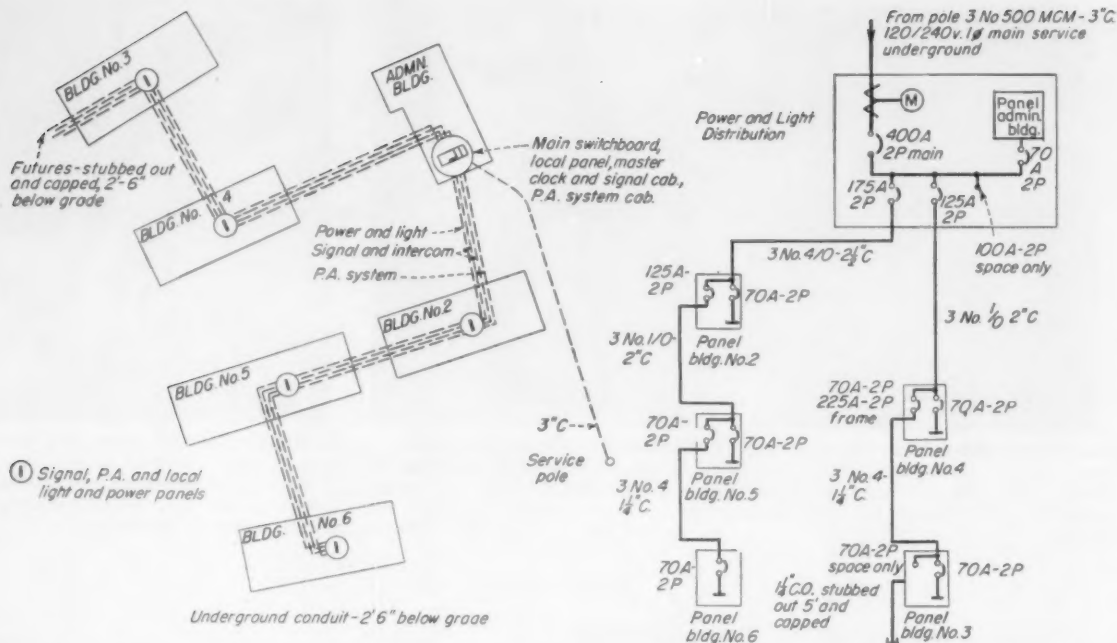 BLDG. No. 3
ADMN.
BLDG.
Futures-stubbed out
and capped, 2'-6"
below grade
BLDG. No. 4
Main switchboard,
local panel, master
clock and signal cab.,
P.A. system cab.
Power and light
Signal and intercom
P.A. system
BLDG. No. 2
BLDG. No. 5
3"C
Service
pole
Signal, P.A. and local
light and power panels
BLDG. No 6
Underground conduit-2'6" below grade
From pole 3 No 500 MCM-3"C.
120/240v. 1ø main service
underground
Power and Light
Distribution
M
Panel
admin.
bldg.
400A
2P main
70
A
2P
175A
2P
125A
2P
100A-2P
space only
3 No. 4/0-2½"C
125A-
2P
70A-2P
Panel
bldg. No.2
3 No. 1/0-
2"C
70A-
2P
70A-2P
Panel
bldg. No.5
3 No. 4
1¼"C.
70A-
2P
Panel
bldg. No.6
3 No. 1/0 2"C
70A-2P
225A-2P
frame
70A-2P
Panel
bldg. No.4
3 No. 4-
1¼"C.
70A-2P
space only
70A-2P
1¼"C.O. stubbed
out 5' and
capped
Panel
bldg. No.3